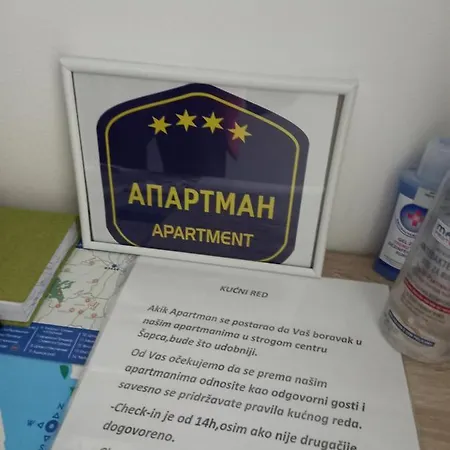 АПАРТМАН
APARTMENT
KUĆNI RED
Akik Apartman se postarao da Vaš boravak u
našim apartmanima u strogom centru
Šapca,bude što udobniji.
Od Vas očekujemo da se prema našim
apartmanima odnosite kao odgovorni gosti i
savesno se pridržavate pravila kućnog reda.
-Check-in je od 14h,osim ako nije drugačije
dogovoreno.